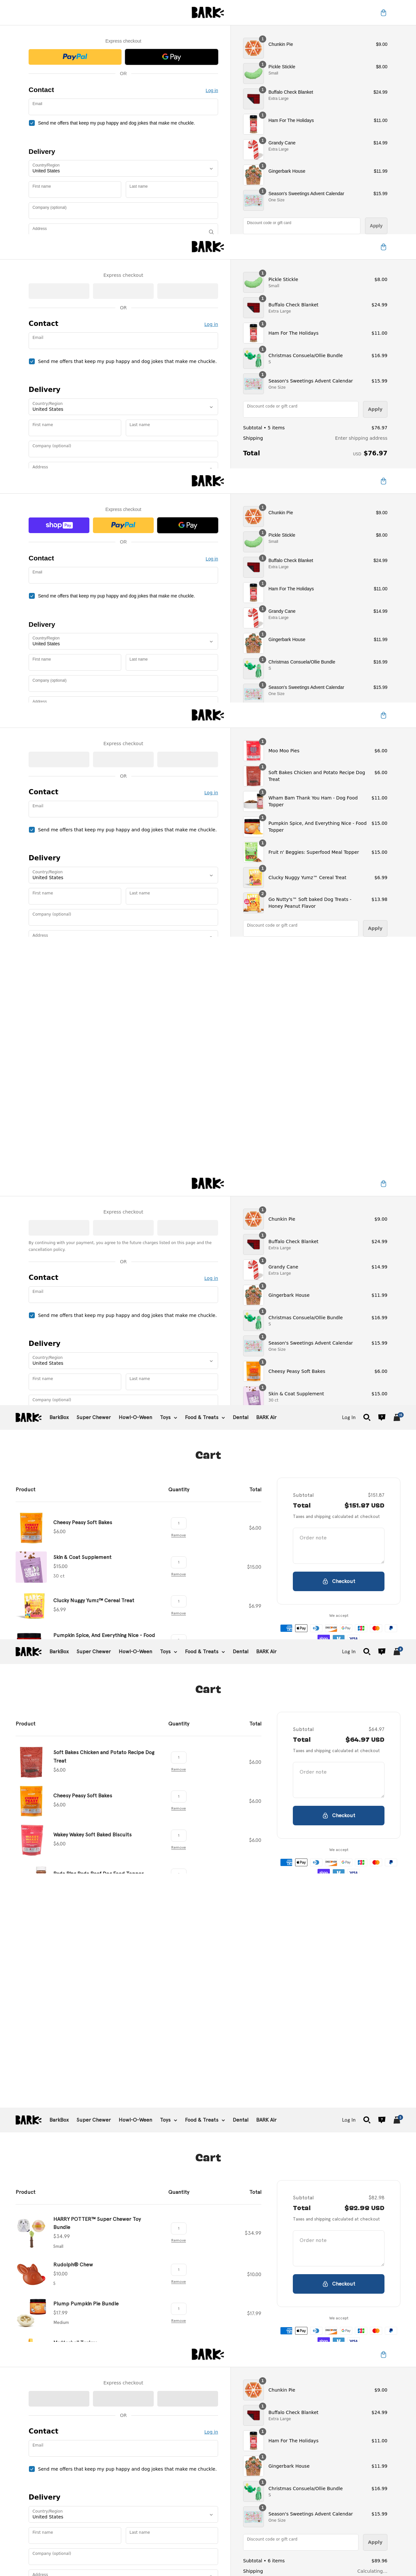 BARK
Express checkout
PayPal
G Pay
OR
Contact
Log in
Email
Send me offers that keep my pup happy and dog jokes that make me chuckle.
Delivery
Country/Region
United States
First name
Last name
Company (optional)
Address
1
Chunkin Pie
$9.00
1
Pickle Stickle
Small
$8.00
1
Buffalo Check Blanket
Extra Large
$24.99
1
Ham For The Holidays
$11.00
1
Grandy Cane
Extra Large
$14.99
1
Gingerbark House
$11.99
1
Season's Sweetings Advent Calendar
One Size
$15.99
Discount code or gift card
Apply
BARK
Express checkout
OR
Contact
Log in
Email
Send me offers that keep my pup happy and dog jokes that make me chuckle.
Delivery
Country/Region
United States
First name
Last name
Company (optional)
Address
1
Pickle Stickle
Small
$8.00
1
Buffalo Check Blanket
Extra Large
$24.99
1
Ham For The Holidays
$11.00
1
Christmas Consuela/Ollie Bundle
S
$16.99
1
Season's Sweetings Advent Calendar
One Size
$15.99
Discount code or gift card
Apply
Subtotal • 5 items
$76.97
Shipping
Enter shipping address
Total
USD $76.97
BARK
Express checkout
shop Pay
PayPal
G Pay
OR
Contact
Log in
Email
Send me offers that keep my pup happy and dog jokes that make me chuckle.
Delivery
Country/Region
United States
First name
Last name
Company (optional)
Address
Chunkin Pie
$9.00
Pickle Stickle
Small
$8.00
Buffalo Check Blanket
Extra Large
$24.99
Ham For The Holidays
$11.00
Grandy Cane
Extra Large
$14.99
Gingerbark House
$11.99
Christmas Consuela/Ollie Bundle
S
$16.99
Season's Sweetings Advent Calendar
One Size
$15.99
BARK
Express checkout
OR
Contact
Log in
Email
Send me offers that keep my pup happy and dog jokes that make me chuckle.
Delivery
Country/Region
United States
First name
Last name
Company (optional)
Address
Moo Moo Pies
$6.00
Soft Bakes Chicken and Potato Recipe Dog
Treat
$6.00
Wham Bam Thank You Ham - Dog Food
Topper
$11.00
Pumpkin Spice, And Everything Nice - Food
Topper
$15.00
Fruit n' Beggies: Superfood Meal Topper
$15.00
Clucky Nuggy Yumz™ Cereal Treat
$6.99
Go Nutty's™ Soft baked Dog Treats -
Honey Peanut Flavor
$13.98
Discount code or gift card
Apply
BARK
Express checkout
By continuing with your payment, you agree to the future charges listed on this page and the
cancellation policy.
OR
Contact
Log in
Email
Send me offers that keep my pup happy and dog jokes that make me chuckle.
Delivery
Country/Region
United States
First name
Last name
Company (optional)
Chunkin Pie
$9.00
Buffalo Check Blanket
Extra Large
$24.99
Grandy Cane
Extra Large
$14.99
Gingerbark House
$11.99
Christmas Consuela/Ollie Bundle
S
$16.99
Season's Sweetings Advent Calendar
One Size
$15.99
Cheesy Peasy Soft Bakes
$6.00
Skin & Coat Supplement
30 ct
$15.00
BARK
BarkBox
Super Chewer
Howl-O-Ween
Toys
Food & Treats
Dental
BARK Air
Log in
Cart
Product
Quantity
Total
Cheesy Peasy Soft Bakes
$6.00
1
Remove
$6.00
Skin & Coat Supplement
$15.00
30 ct
1
Remove
$15.00
Clucky Nuggy Yumz™ Cereal Treat
$6.99
1
Remove
$6.99
Pumpkin Spice, And Everything Nice - Food
Subtotal
$151.87
Total
$151.87 USD
Taxes and shipping calculated at checkout
Order note
Checkout
We accept
BARK
BarkBox
Super Chewer
Howl-O-Ween
Toys
Food & Treats
Dental
BARK Air
Log in
Cart
Product
Quantity
Total
Soft Bakes Chicken and Potato Recipe Dog
Treat
$6.00
1
Remove
$6.00
Cheesy Peasy Soft Bakes
$6.00
1
Remove
$6.00
Wakey Wakey Soft Baked Biscuits
$6.00
1
Remove
$6.00
Subtotal
$64.97
Total
$64.97 USD
Taxes and shipping calculated at checkout
Order note
Checkout
We accept
BARK
BarkBox
Super Chewer
Howl-O-Ween
Toys
Food & Treats
Dental
BARK Air
Log in
Cart
Product
Quantity
Total
HARRY POTTER™ Super Chewer Toy
Bundle
$34.99
Small
1
Remove
$34.99
Rudolph® Chew
$10.00
L
1
Remove
$10.00
Plump Pumpkin Pie Bundle
$17.99
Medium
1
Remove
$17.99
Subtotal
$82.98
Total
$82.98 USD
Taxes and shipping calculated at checkout
Order note
Checkout
We accept
BARK
Express checkout
OR
Contact
Log in
Email
Send me offers that keep my pup happy and dog jokes that make me chuckle.
Delivery
Country/Region
United States
First name
Last name
Company (optional)
Address
Chunkin Pie
$9.00
Buffalo Check Blanket
Extra Large
$24.99
Ham For The Holidays
$11.00
Gingerbark House
$11.99
Christmas Consuela/Ollie Bundle
S
$16.99
Season's Sweetings Advent Calendar
One Size
$15.99
Discount code or gift card
Apply
Subtotal • 6 items
$89.96
Shipping
Calculating...